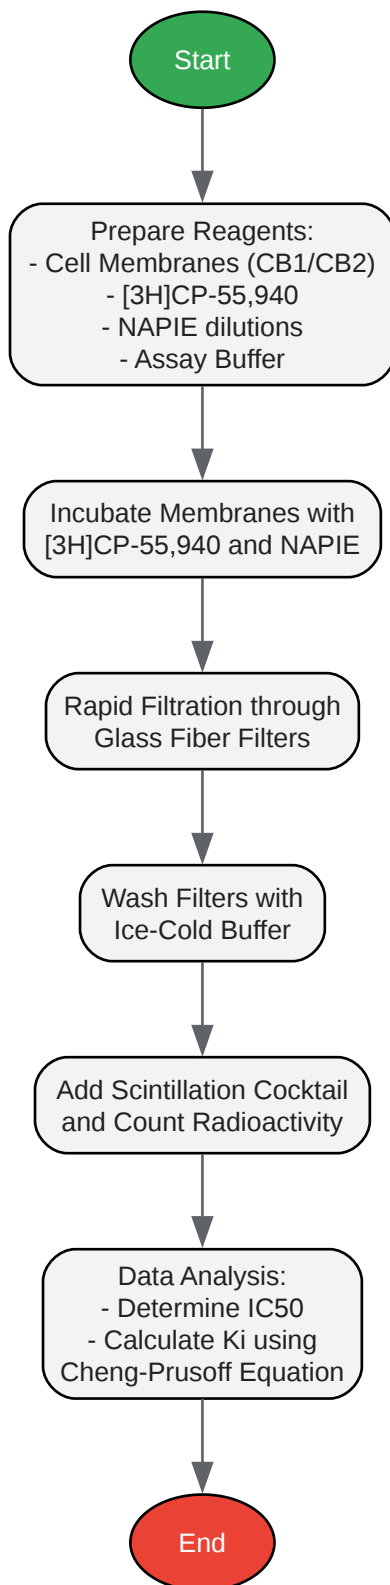 Start
Prepare Reagents:
- Cell Membranes (CB1/CB2)
- [3H]CP-55,940
- NAPIE dilutions
- Assay Buffer
Incubate Membranes with
[3H]CP-55,940 and NAPIE
Rapid Filtration through
Glass Fiber Filters
Wash Filters with
Ice-Cold Buffer
Add Scintillation Cocktail
and Count Radioactivity
Data Analysis:
- Determine IC50
- Calculate Ki using
Cheng-Prusoff Equation
End